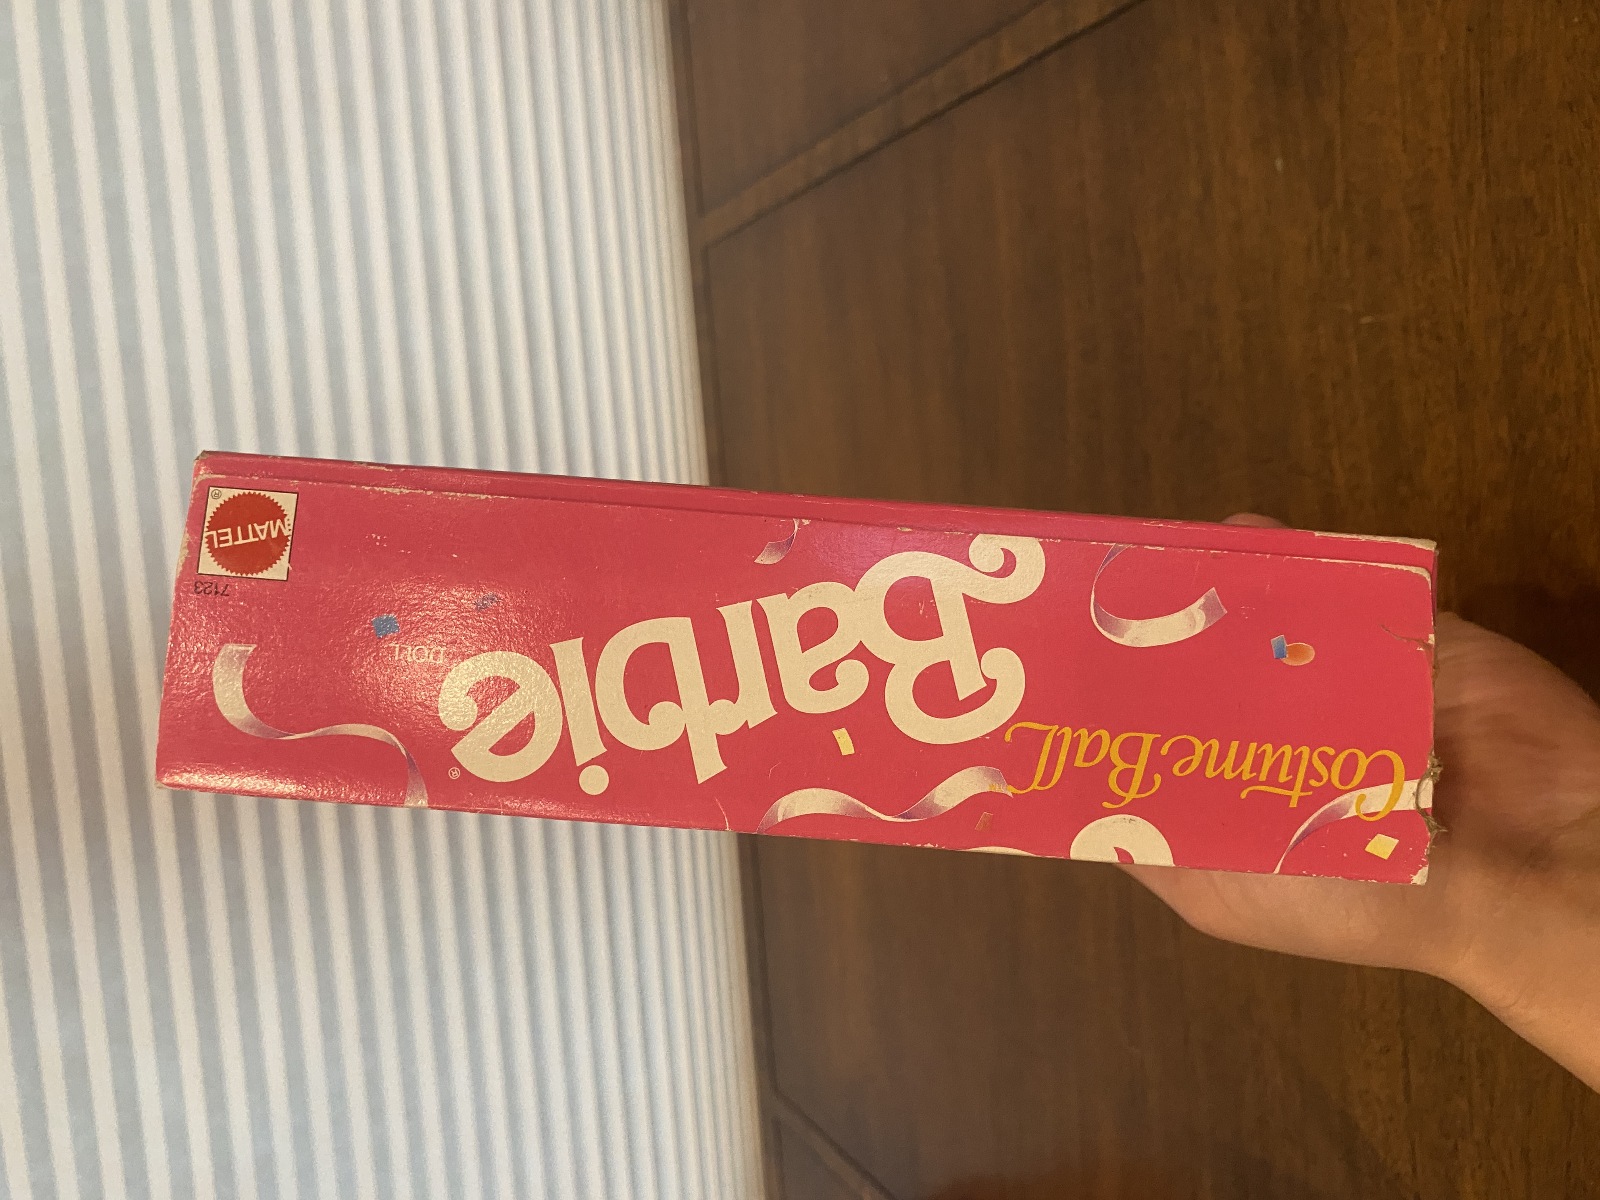 Costume Ball
Barbie®
DOLL
7123
MATTEL
®